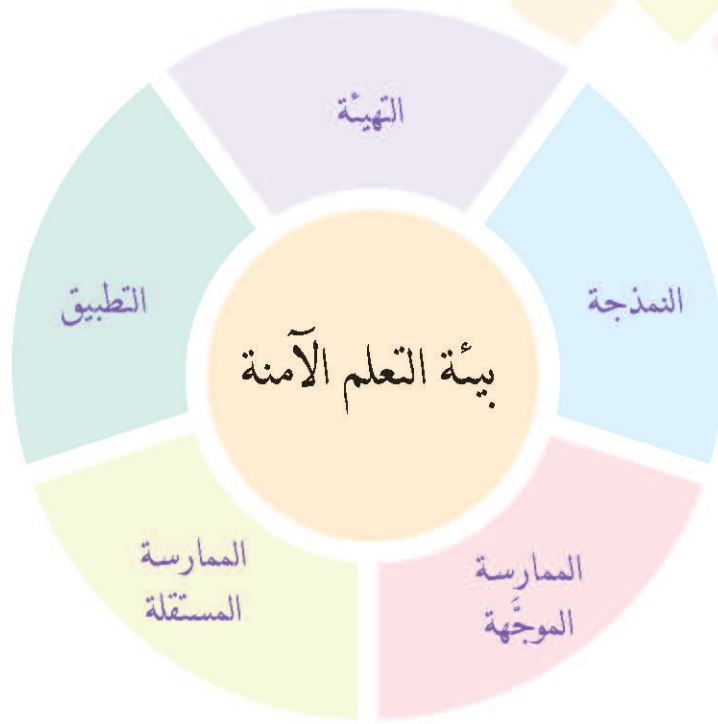 التهيئة
النمذجة
الممارسة
الموجَّهة
الممارسة
المستقلة
التطبيق
بيئة التعلم الآمنة